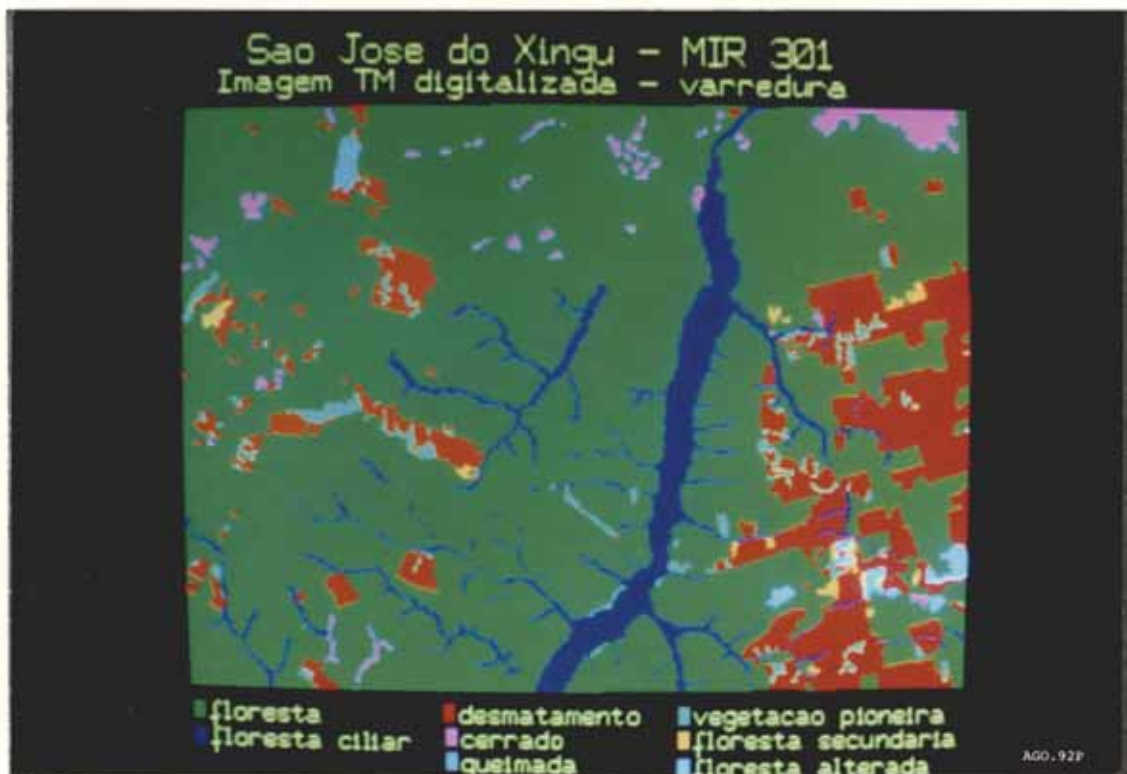 Sao Jose do Xingu - MIR 301
Imagem TM digitalizada - varredura
floresta
floresta ciliar
desmatamento
cerrado
queimada
vegetacao pioneira
floresta secundaria
floresta alterada
AGO.92P